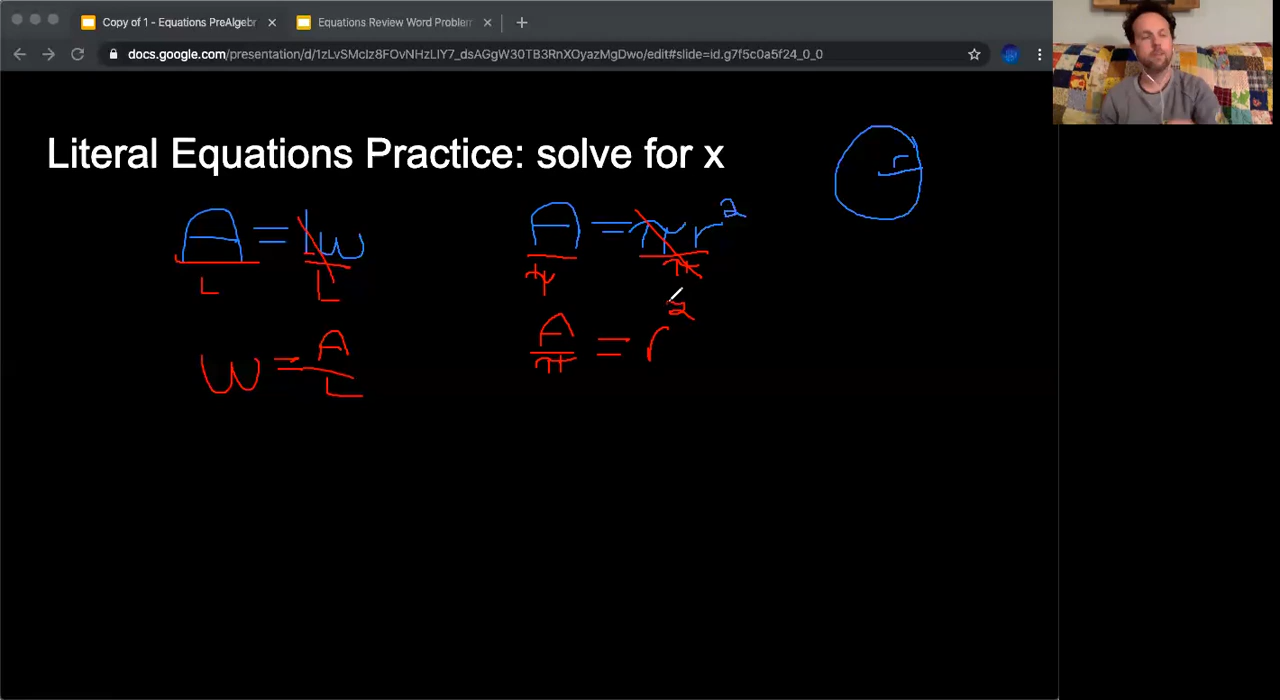 Copy of 1 - Equations PreAlgebr
Equations Review Word Problem
docs.google.com/presentation/d/1zLvSMcIz8FOvNHzLIY7_dsAGgW30TB3RnXOyazMgDwo/edit#slide=id.g7f5c0a5f24_0_0
Literal Equations Practice: solve for x
r
A = lw
L L
W = A/L
A = πr²
π π
A/π = r²